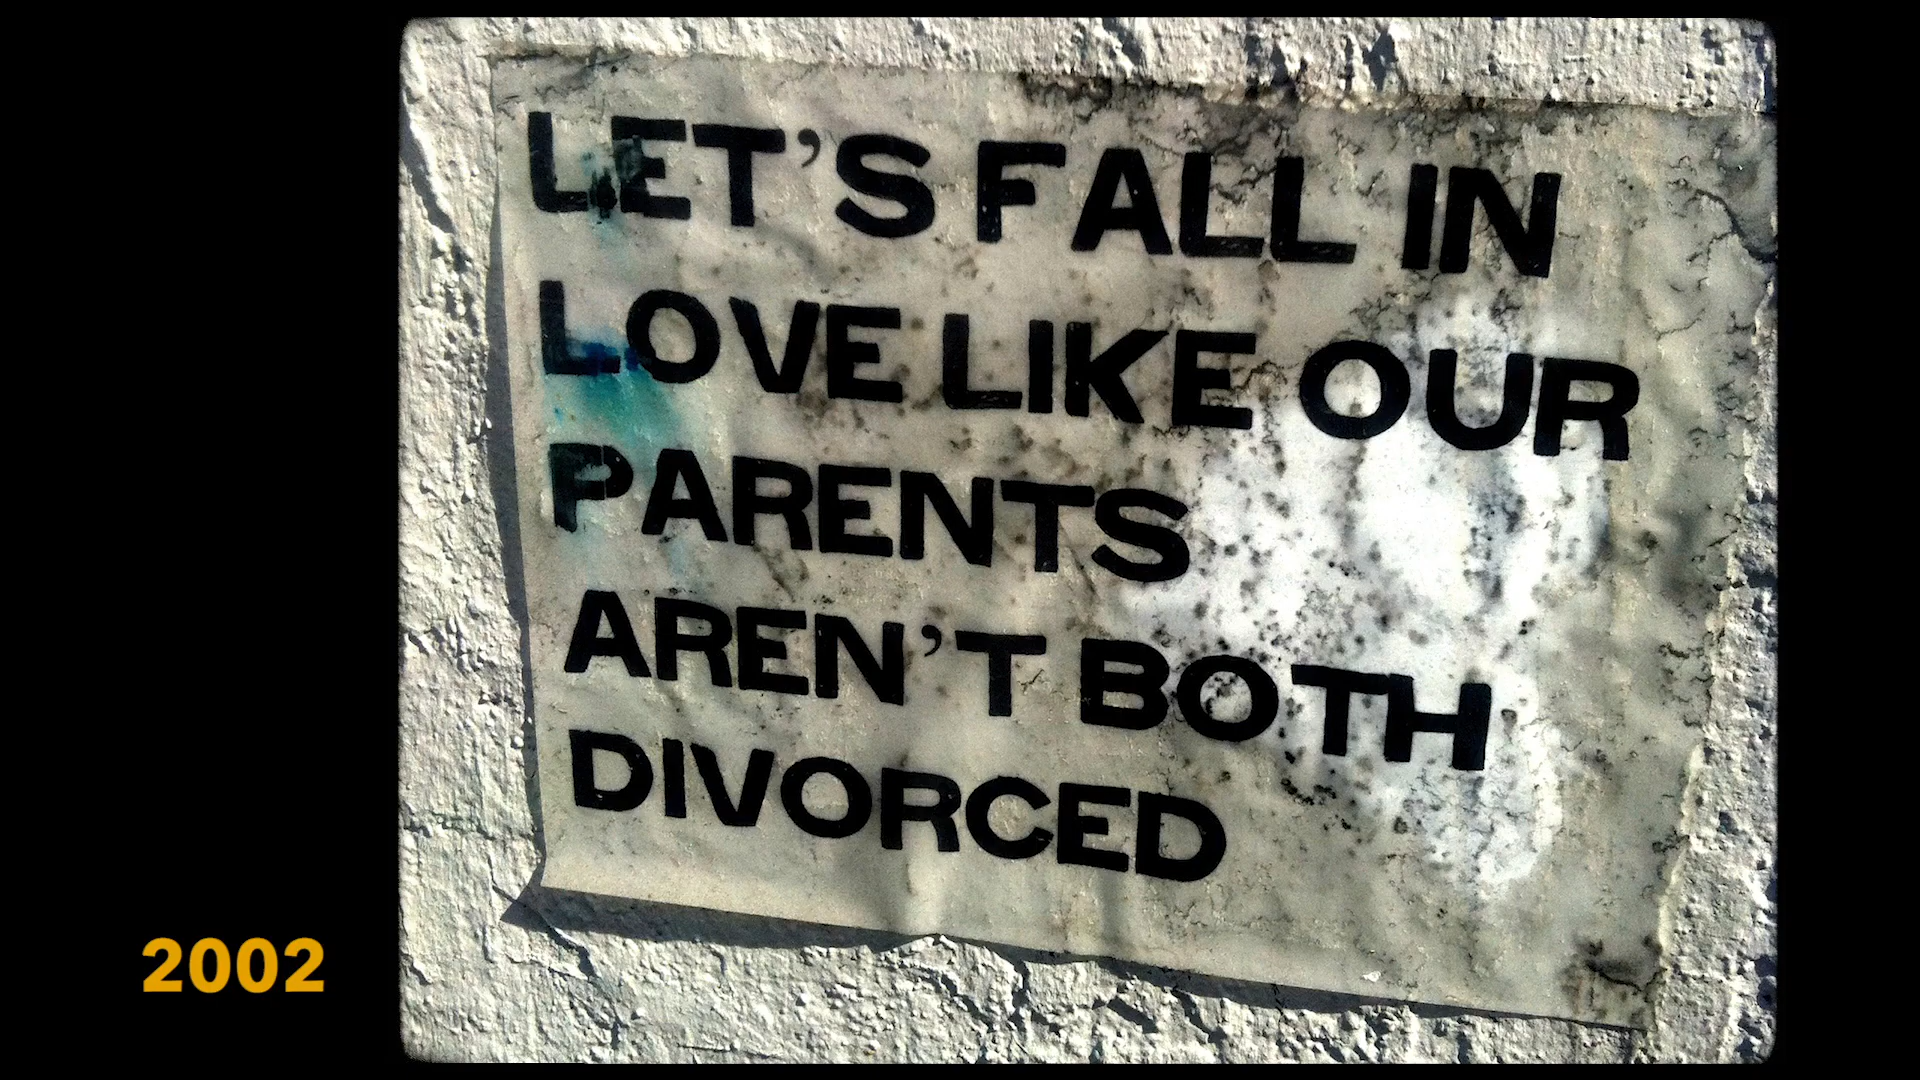 LET’S FALL IN
LOVE LIKE OUR
PARENTS
AREN’T BOTH
DIVORCED
2002